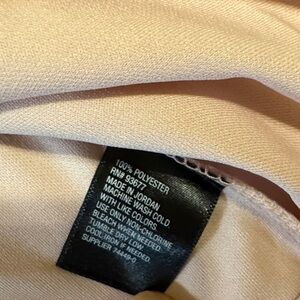 100% POLYESTER
RN# 93677
MADE IN JORDAN
MACHINE WASH COLD
WITH LIKE COLORS.
USE ONLY NON-CHLORINE
BLEACH WHEN NEEDED.
TUMBLE DRY LOW.
COOL IRON IF NEEDED.
SUPPLIER 74449-9